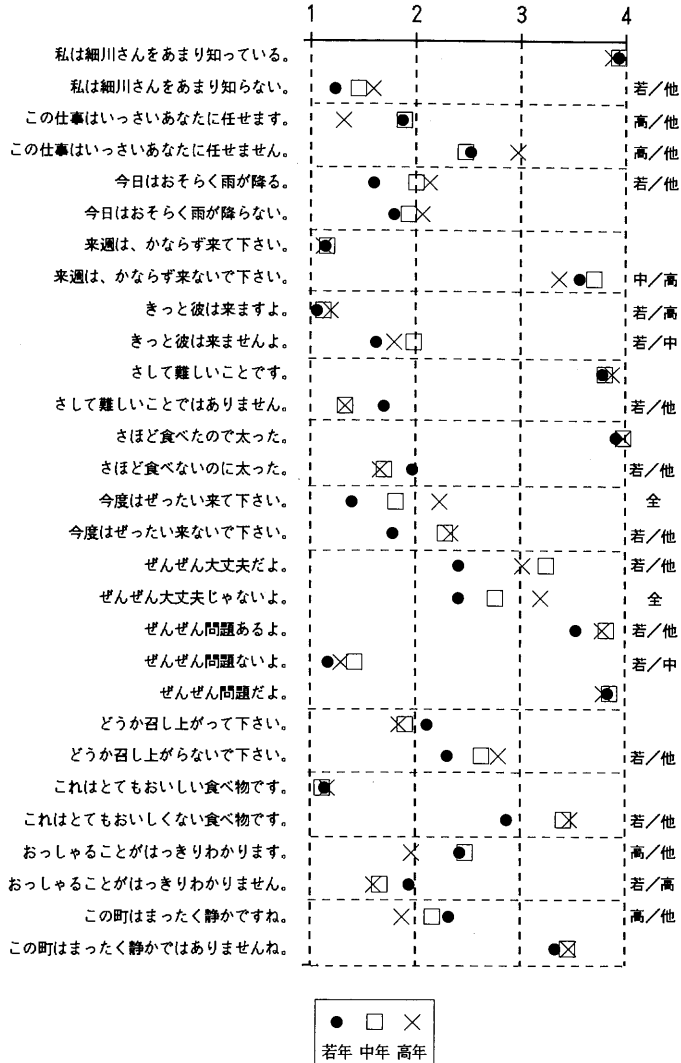 1 2 3 4
私は細川さんをあまり知っている。
私は細川さんをあまり知らない。 若／他
この仕事はいっさいあなたに任せます。 高／他
この仕事はいっさいあなたに任せません。 高／他
今日はおそらく雨が降る。 若／他
今日はおそらく雨が降らない。
来週は、かならず来て下さい。
来週は、かならず来ないで下さい。 中／高
きっと彼は来ますよ。 若／高
きっと彼は来ませんよ。 若／中
さして難しいことです。
さして難しいことではありません。 若／他
さほど食べたので太った。
さほど食べないのに太った。 若／他
今度はぜったい来て下さい。 全
今度はぜったい来ないで下さい。 若／他
ぜんぜん大丈夫だよ。 若／他
ぜんぜん大丈夫じゃないよ。 全
ぜんぜん問題あるよ。 若／他
ぜんぜん問題ないよ。 若／中
ぜんぜん問題だよ。
どうか召し上がって下さい。
どうか召し上がらないで下さい。 若／他
これはとてもおいしい食べ物です。
これはとてもおいしくない食べ物です。 若／他
おっしゃることがはっきりわかります。 高／他
おっしゃることがはっきりわかりません。 若／高
この町はまったく静かですね。 高／他
この町はまったく静かではありませんね。
若年 中年 高年